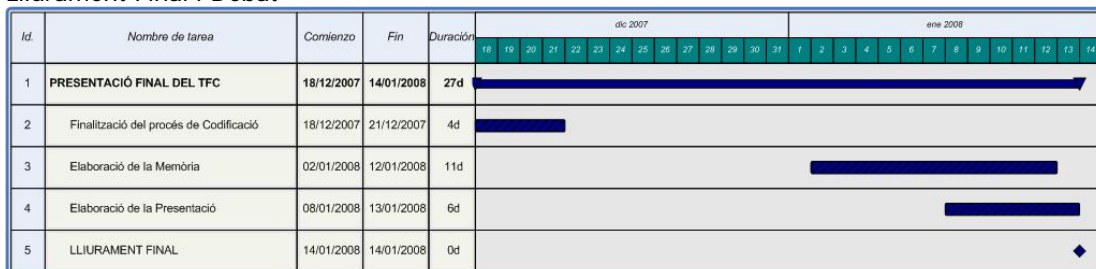 Lliurament Final i Debat
Id. Nombre de tarea Comienzo Fin Duración dic 2007 ene 2008
18 19 20 21 22 23 24 25 26 27 28 29 30 31 1 2 3 4 5 6 7 8 9 10 11 12 13 14
1 PRESENTACIÓ FINAL DEL TFC 18/12/2007 14/01/2008 27d
2 Finalització del procés de Codificació 18/12/2007 21/12/2007 4d
3 Elaboració de la Memòria 02/01/2008 12/01/2008 11d
4 Elaboració de la Presentació 08/01/2008 13/01/2008 6d
5 LLIURAMENT FINAL 14/01/2008 14/01/2008 0d